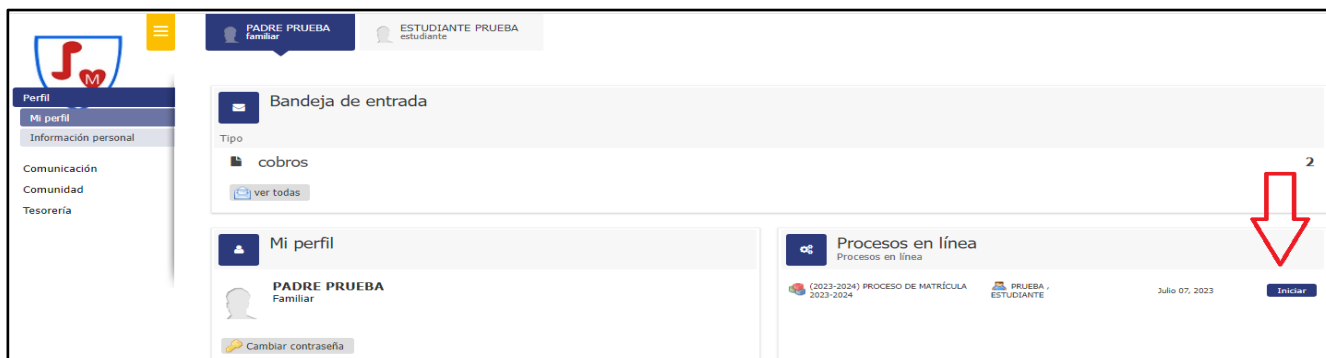 PADRE PRUEBA
familiar
ESTUDIANTE PRUEBA
estudiante
M
Perfil
Mi perfil
Información personal
Comunicación
Comunidad
Tesorería
Bandeja de entrada
Tipo
cobros 2
ver todas
Mi perfil
PADRE PRUEBA
Familiar
Cambiar contraseña
Procesos en línea
Procesos en línea
(2023-2024) PROCESO DE MATRÍCULA
2023-2024
PRUEBA ,
ESTUDIANTE
Julio 07, 2023
Iniciar